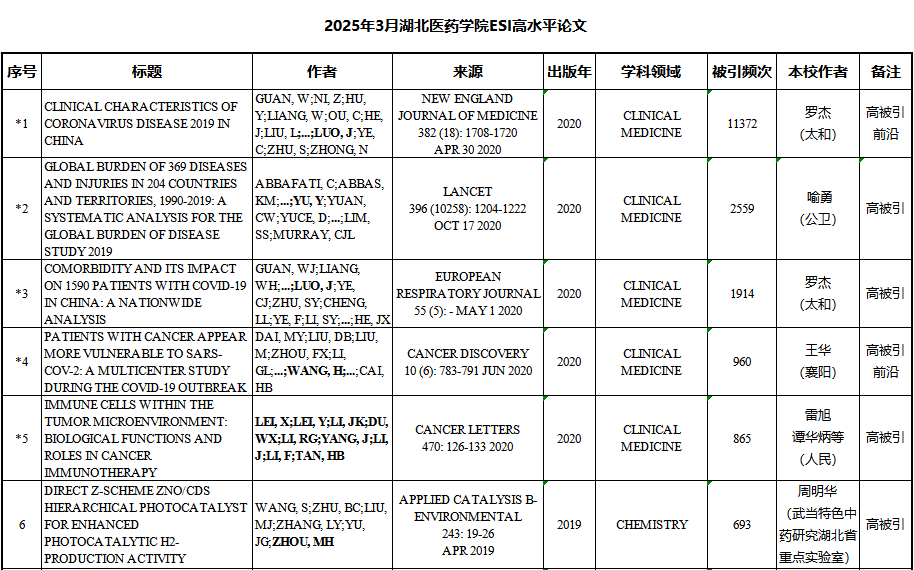 2025年3月湖北医药学院ESI高水平论文
序号 标题 作者 来源 出版年 学科领域 被引频次 本校作者 备注
*1
CLINICAL CHARACTERISTICS OF
CORONAVIRUS DISEASE 2019 IN
CHINA
GUAN, W;NI, Z;HU,
Y;LIANG, W;OU, C;HE,
J;LIU, L;...;LUO, J;YE,
C;ZHU, S;ZHONG, N
NEW ENGLAND
JOURNAL OF MEDICINE
382 (18): 1708-1720
APR 30 2020
2020
CLINICAL
MEDICINE
11372
罗杰
（太和）
高被引
前沿
*2
GLOBAL BURDEN OF 369 DISEASES
AND INJURIES IN 204 COUNTRIES
AND TERRITORIES, 1990-2019: A
SYSTEMATIC ANALYSIS FOR THE
GLOBAL BURDEN OF DISEASE
STUDY 2019
ABBAFATI, C;ABBAS,
KM;...;YU, Y;YUAN,
CW;YUCE, D;...;LIM,
SS;MURRAY, CJL
LANCET
396 (10258): 1204-1222
OCT 17 2020
2020
CLINICAL
MEDICINE
2559
喻勇
（公卫）
高被引
*3
COMORBIDITY AND ITS IMPACT
ON 1590 PATIENTS WITH COVID-19
IN CHINA: A NATIONWIDE
ANALYSIS
GUAN, WJ;LIANG,
WH;...;LUO, J;YE,
CJ;ZHU, SY;CHENG,
LL;YE, F;LI, SY;...;HE, JX
EUROPEAN
RESPIRATORY JOURNAL
55 (5): - MAY 1 2020
2020
CLINICAL
MEDICINE
1914
罗杰
（太和）
高被引
*4
PATIENTS WITH CANCER APPEAR
MORE VULNERABLE TO SARS-
COV-2: A MULTICENTER STUDY
DURING THE COVID-19 OUTBREAK
DAI, MY;LIU, DB;LIU,
M;ZHOU, FX;LI,
GL;...;WANG, H;...;CAI,
HB
CANCER DISCOVERY
10 (6): 783-791 JUN 2020
2020
CLINICAL
MEDICINE
960
王华
（襄阳）
高被引
前沿
*5
IMMUNE CELLS WITHIN THE
TUMOR MICROENVIRONMENT:
BIOLOGICAL FUNCTIONS AND
ROLES IN CANCER
IMMUNOTHERAPY
LEI, X;LEI, Y;LI, JK;DU,
WX;LI, RG;YANG, J;LI,
J;LI, F;TAN, HB
CANCER LETTERS
470: 126-133 2020
2020
CLINICAL
MEDICINE
865
雷旭
谭华炳等
（人民）
高被引
6
DIRECT Z-SCHEME ZNO/CDS
HIERARCHICAL PHOTOCATALYST
FOR ENHANCED
PHOTOCATALYTIC H2-
PRODUCTION ACTIVITY
WANG, S;ZHU, BC;LIU,
MJ;ZHANG, LY;YU,
JG;ZHOU, MH
APPLIED CATALYSIS B-
ENVIRONMENTAL
243: 19-26
APR 2019
2019
CHEMISTRY
693
周明华
（武当特色中
药研究湖北省
重点实验室）
高被引